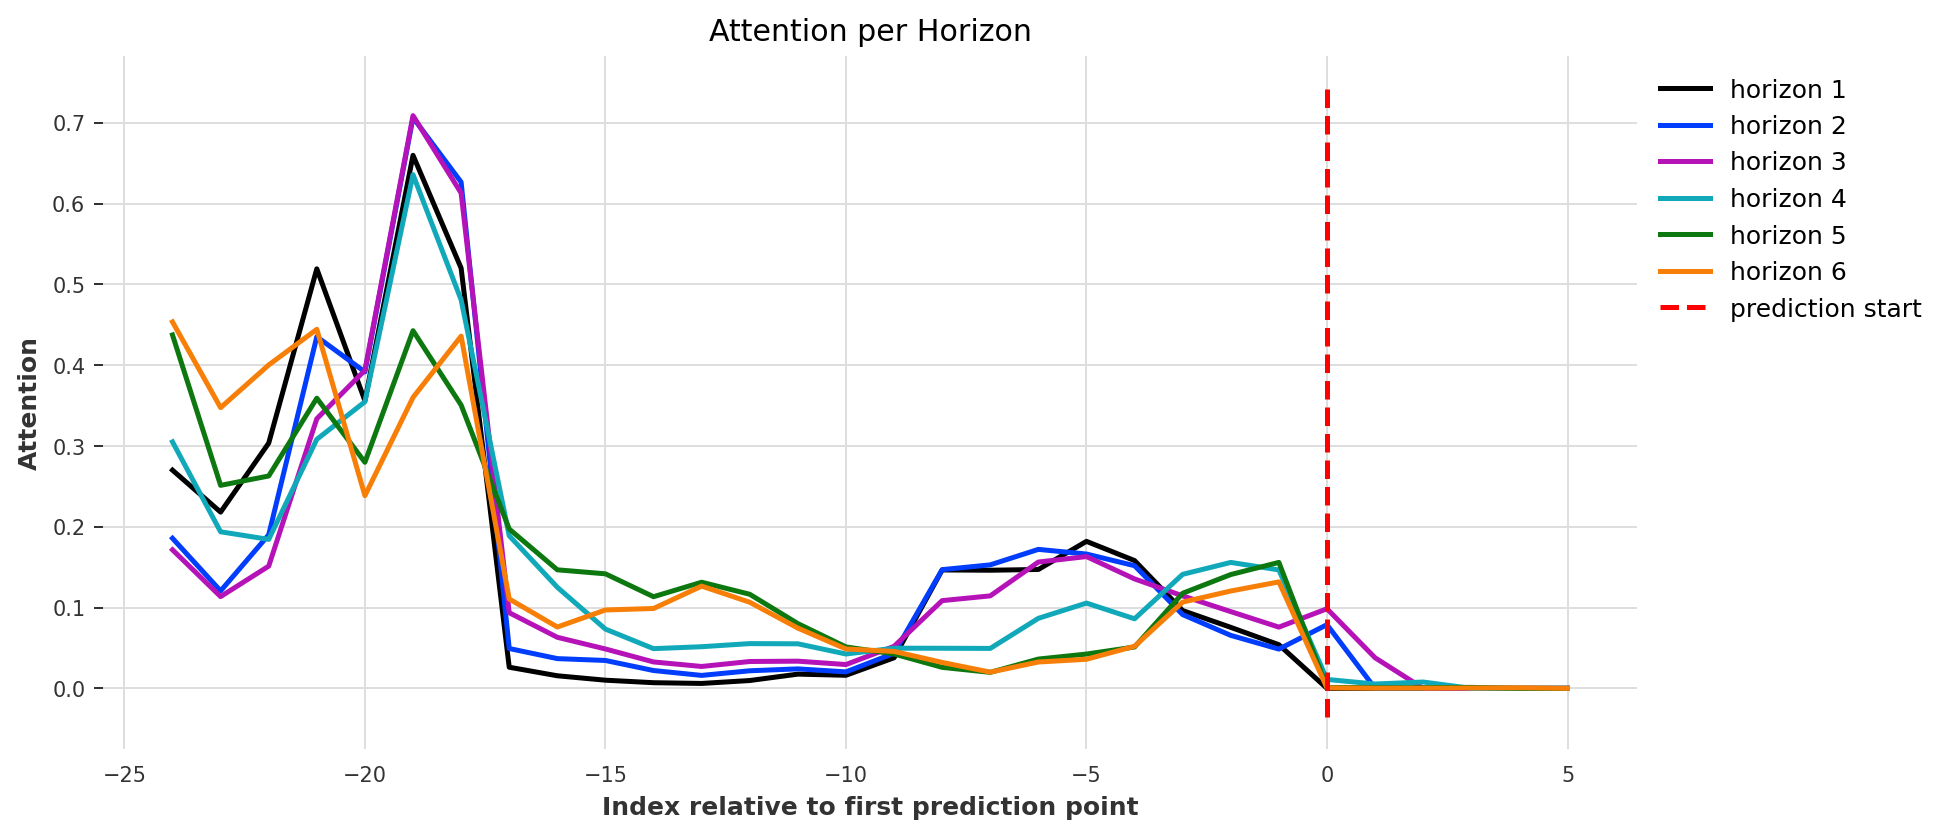 Attention per Horizon
horizon 1
horizon 2
horizon 3
horizon 4
horizon 5
horizon 6
prediction start
Attention
0.7
0.6
0.5
0.4
0.3
0.2
0.1
0.0
−25 −20 −15 −10 −5 0 5
Index relative to first prediction point